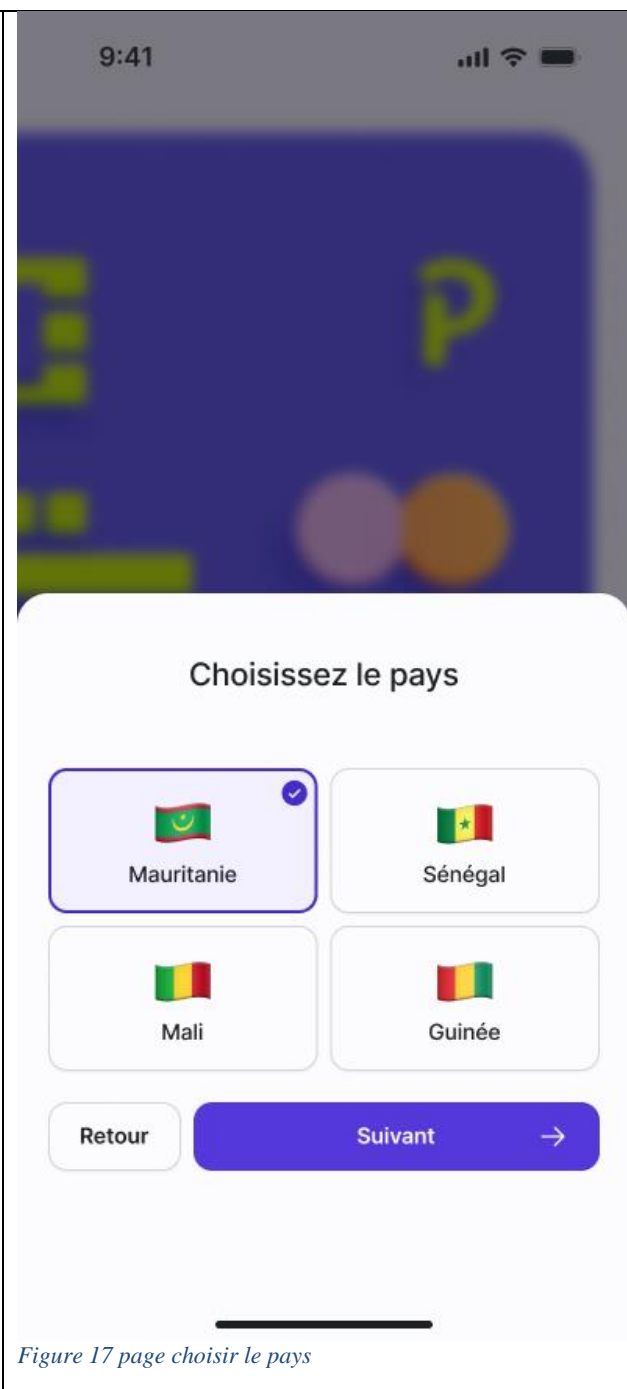 9:41
P
Choisissez le pays
Mauritanie
Sénégal
Mali
Guinée
Retour
Suivant →
Figure 17 page choisir le pays